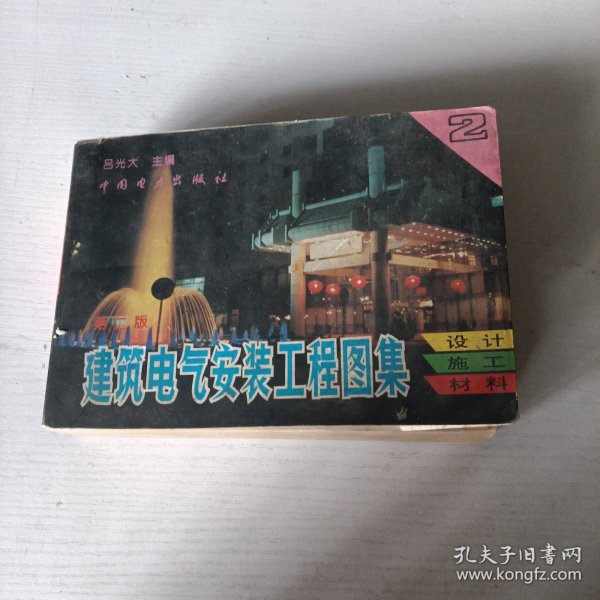 2
吕光大 主编
中国电力出版社
第二版
建筑电气安装工程图集
设计
施工
材料
孔夫子旧书网
www.kongfz.com